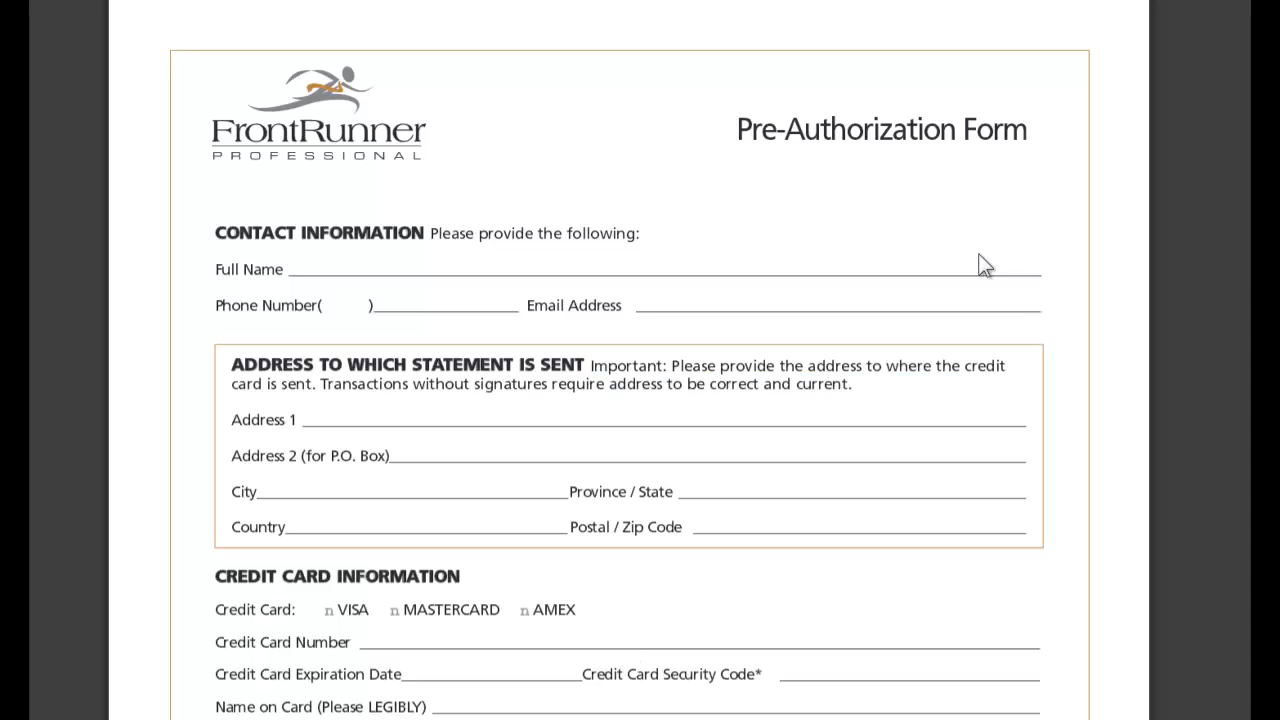 FrontRunner
PROFESSIONAL
Pre-Authorization Form
CONTACT INFORMATION Please provide the following:
Full Name
Phone Number( ) Email Address
ADDRESS TO WHICH STATEMENT IS SENT Important: Please provide the address to where the credit
card is sent. Transactions without signatures require address to be correct and current.
Address 1
Address 2 (for P.O. Box)
City Province / State
Country Postal / Zip Code
CREDIT CARD INFORMATION
Credit Card: n VISA n MASTERCARD n AMEX
Credit Card Number
Credit Card Expiration Date Credit Card Security Code*
Name on Card (Please LEGIBLY)